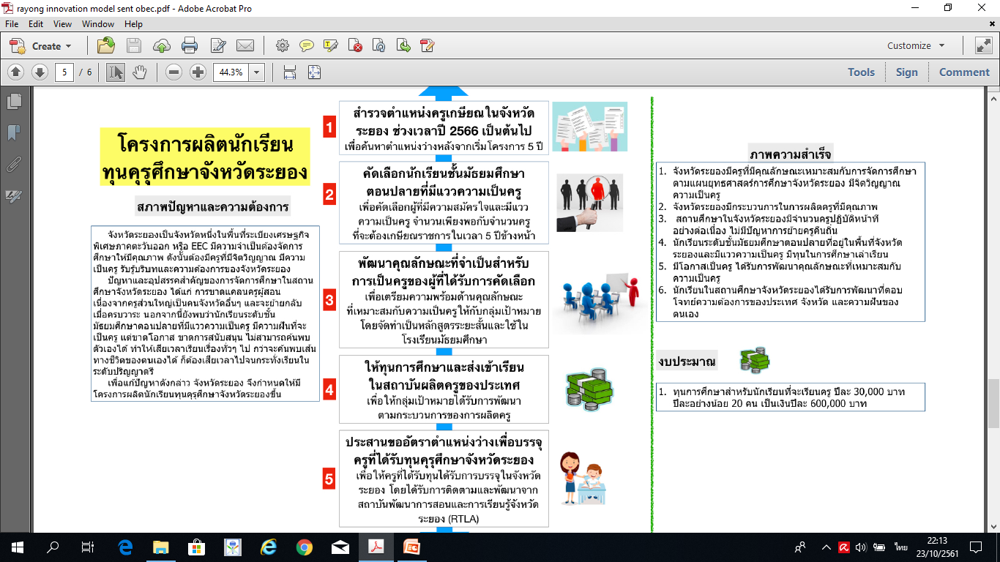 rayong innovation model sent obec.pdf - Adobe Acrobat Pro
File Edit View Window Help
Create
Customize
5 / 6
44.3%
Tools Sign Comment
โครงการผลิตนักเรียน
ทุนคุรุศึกษาจังหวัดระยอง
สภาพปัญหาและความต้องการ
จังหวัดระยองเป็นจังหวัดหนึ่งในพื้นที่ระเบียงเศรษฐกิจ
พิเศษภาคตะวันออก หรือ EEC มีความจำเป็นต้องจัดการ
ศึกษาให้มีคุณภาพ ดังนั้นต้องมีครูที่มีจิตวิญญาณ มีความ
เป็นครู รับรู้บริบทและความต้องการของจังหวัดระยอง
ปัญหาและอุปสรรคสำคัญของการจัดการศึกษาในสถาน
ศึกษาจังหวัดระยอง ได้แก่ การขาดแคลนครูผู้สอน
เนื่องจากครูส่วนใหญ่เป็นคนจังหวัดอื่นๆ และจะย้ายกลับ
เมื่อครบวาระ นอกจากนี้ยังพบว่านักเรียนระดับชั้น
มัธยมศึกษาตอนปลายที่มีแววความเป็นครู มีความฝันที่จะ
เป็นครู แต่ขาดโอกาส ขาดการสนับสนุน ไม่สามารถค้นพบ
ตัวเองได้ ทำให้เสียเวลาเรียนเรื่องทั่วๆ ไป กว่าจะค้นพบเส้น
ทางชีวิตของตนเองได้ ก็ต้องเสียเวลาไปจนกระทั่งเรียนใน
ระดับปริญญาตรี
เพื่อแก้ปัญหาดังกล่าว จังหวัดระยอง จึงกำหนดให้มี
โครงการผลิตนักเรียนทุนคุรุศึกษาจังหวัดระยองขึ้น
1
สำรวจตำแหน่งครูเกษียณในจังหวัด
ระยอง ช่วงเวลาปี 2566 เป็นต้นไป
เพื่อค้นหาตำแหน่งว่างหลังจากเริ่มโครงการ 5 ปี
2
คัดเลือกนักเรียนชั้นมัธยมศึกษา
ตอนปลายที่มีแววความเป็นครู
เพื่อคัดเลือกผู้ที่มีความสมัครใจและมีแวว
ความเป็นครู จำนวนเพียงพอกับจำนวนครู
ที่จะต้องเกษียณราชการในเวลา 5 ปีข้างหน้า
3
พัฒนาคุณลักษณะที่จำเป็นสำหรับ
การเป็นครูของผู้ที่ได้รับการคัดเลือก
เพื่อเตรียมความพร้อมด้านคุณลักษณะ
ที่เหมาะสมกับความเป็นครูให้กับกลุ่มเป้าหมาย
โดยจัดทำเป็นหลักสูตรระยะสั้นและใช้ใน
โรงเรียนมัธยมศึกษา
4
ให้ทุนการศึกษาและส่งเข้าเรียน
ในสถาบันผลิตครูของประเทศ
เพื่อให้กลุ่มเป้าหมายได้รับการพัฒนา
ตามกระบวนการของการผลิตครู
5
ประสานขออัตราตำแหน่งว่างเพื่อบรรจุ
ครูที่ได้รับทุนคุรุศึกษาจังหวัดระยอง
เพื่อให้ครูที่ได้รับทุนได้รับการบรรจุในจังหวัด
ระยอง โดยได้รับการติดตามและพัฒนาจาก
สถาบันพัฒนาการสอนและการเรียนรู้จังหวัด
ระยอง (RTLA)
ภาพความสำเร็จ
1. จังหวัดระยองมีครูที่มีคุณลักษณะเหมาะสมกับการจัดการศึกษา
ตามแผนยุทธศาสตร์การศึกษาจังหวัดระยอง มีจิตวิญญาณ
ความเป็นครู
2. จังหวัดระยองมีกระบวนการในการผลิตครูที่มีคุณภาพ
3. สถานศึกษาในจังหวัดระยองมีจำนวนครูปฏิบัติหน้าที่
อย่างต่อเนื่อง ไม่มีปัญหาการย้ายครูคืนถิ่น
4. นักเรียนระดับชั้นมัธยมศึกษาตอนปลายที่อยู่ในพื้นที่จังหวัด
ระยองและมีแววความเป็นครู มีทุนในการศึกษาเล่าเรียน
5. มีโอกาสเป็นครู ได้รับการพัฒนาคุณลักษณะที่เหมาะสมกับ
ความเป็นครู
6. นักเรียนในสถานศึกษาจังหวัดระยองได้รับการพัฒนาที่ตอบ
โจทย์ความต้องการของประเทศ จังหวัด และความฝันของ
ตนเอง
งบประมาณ
1. ทุนการศึกษาสำหรับนักเรียนที่จะเรียนครู ปีละ 30,000 บาท
ปีละอย่างน้อย 20 คน เป็นเงินปีละ 600,000 บาท
ไทย
22:13
23/10/2561